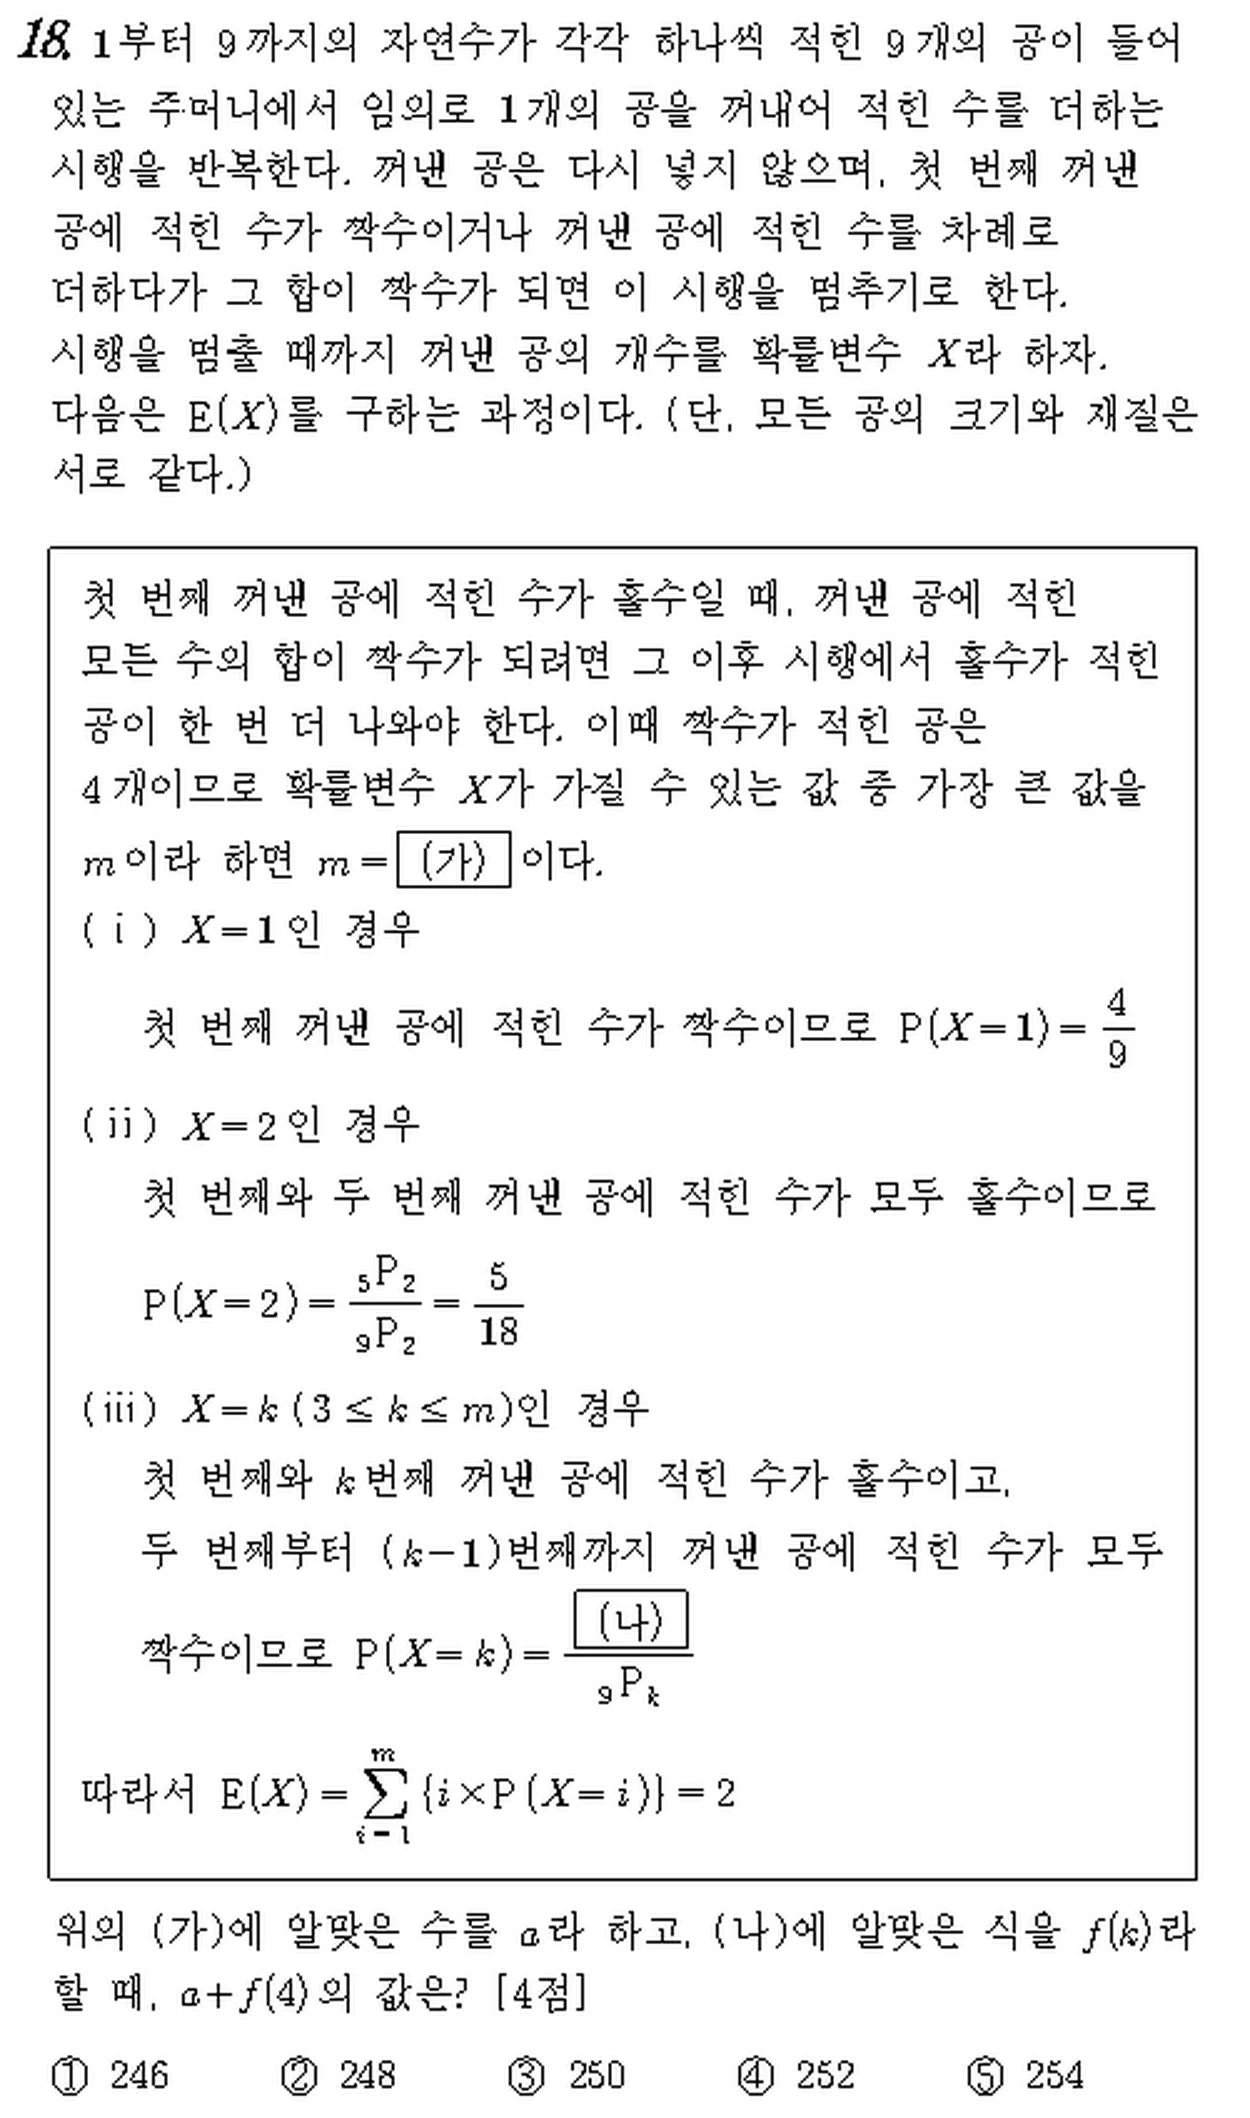 18. 1부터 9까지의 자연수가 각각 하나씩 적힌 9개의 공이 들어
있는 주머니에서 임의로 1개의 공을 꺼내어 적힌 수를 더하는
시행을 반복한다. 꺼낸 공은 다시 넣지 않으며, 첫 번째 꺼낸
공에 적힌 수가 짝수이거나 꺼낸 공에 적힌 수를 차례로
더하다가 그 합이 짝수가 되면 이 시행을 멈추기로 한다.
시행을 멈출 때까지 꺼낸 공의 개수를 확률변수 X라 하자.
다음은 E(X)를 구하는 과정이다. (단, 모든 공의 크기와 재질은
서로 같다.)
첫 번째 꺼낸 공에 적힌 수가 홀수일 때, 꺼낸 공에 적힌
모든 수의 합이 짝수가 되려면 그 이후 시행에서 홀수가 적힌
공이 한 번 더 나와야 한다. 이때 짝수가 적힌 공은
4개이므로 확률변수 X가 가질 수 있는 값 중 가장 큰 값을
m이라 하면 m = (가) 이다.
(i) X=1인 경우
첫 번째 꺼낸 공에 적힌 수가 짝수이므로 P(X=1) = 4/9
(ii) X=2인 경우
첫 번째와 두 번째 꺼낸 공에 적힌 수가 모두 홀수이므로
P(X=2) = ₅P₂/₉P₂ = 5/18
(iii) X=k (3 ≤ k ≤ m)인 경우
첫 번째와 k번째 꺼낸 공에 적힌 수가 홀수이고,
두 번째부터 (k-1)번째까지 꺼낸 공에 적힌 수가 모두
짝수이므로 P(X=k) = (나)/₉Pₖ
따라서 E(X) = ∑_{i=1}^{m} {i×P(X=i)} = 2
위의 (가)에 알맞은 수를 a라 하고, (나)에 알맞은 식을 f(k)라
할 때, a+f(4)의 값은? [4점]
① 246 ② 248 ③ 250 ④ 252 ⑤ 254